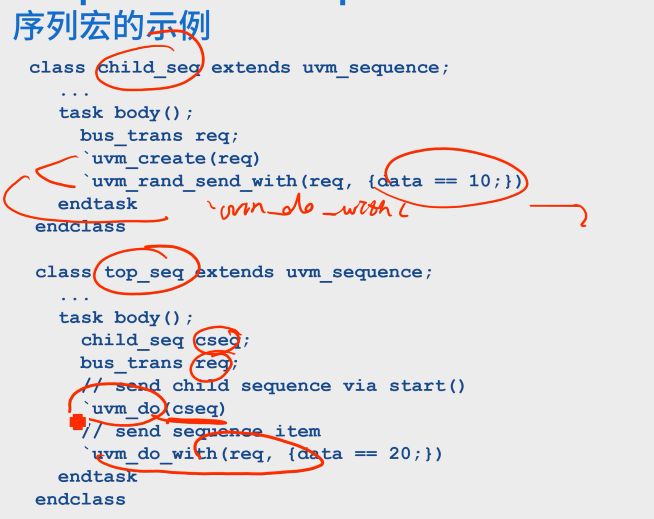 序列宏的示例
class child_seq extends uvm_sequence;
...
task body();
bus_trans req;
`uvm_create(req)
`uvm_rand_send_with(req, {data == 10;})
endtask
`uvm_do_with(
endclass
class top_seq extends uvm_sequence;
...
task body();
child_seq cseq;
bus_trans req;
// send child sequence via start()
`uvm_do(cseq)
// send sequence item
`uvm_do_with(req, {data == 20;})
endtask
endclass